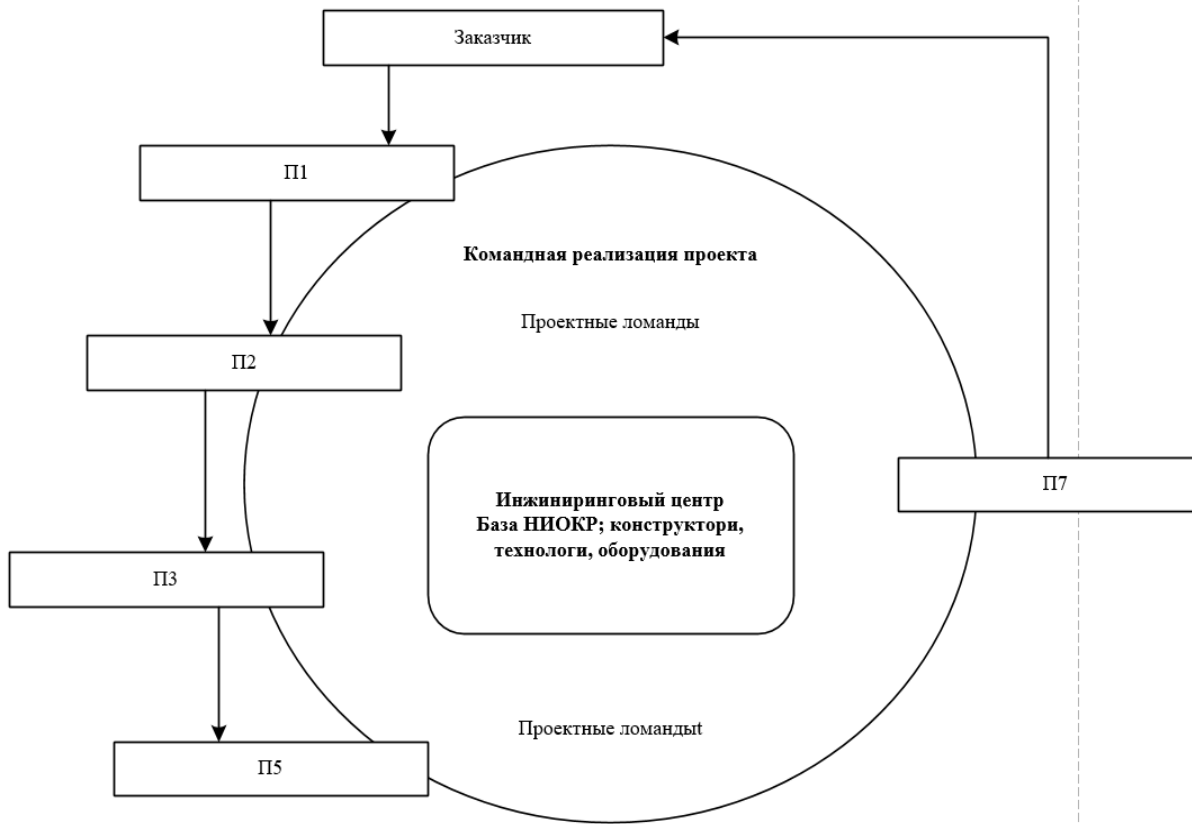 Заказчик
П1
Командная реализация проекта
Проектные ломанды
П2
Инжиниринговый центр
База НИОКР; конструктори,
технологи, оборудования
П7
П3
Проектные ломандыt
П5